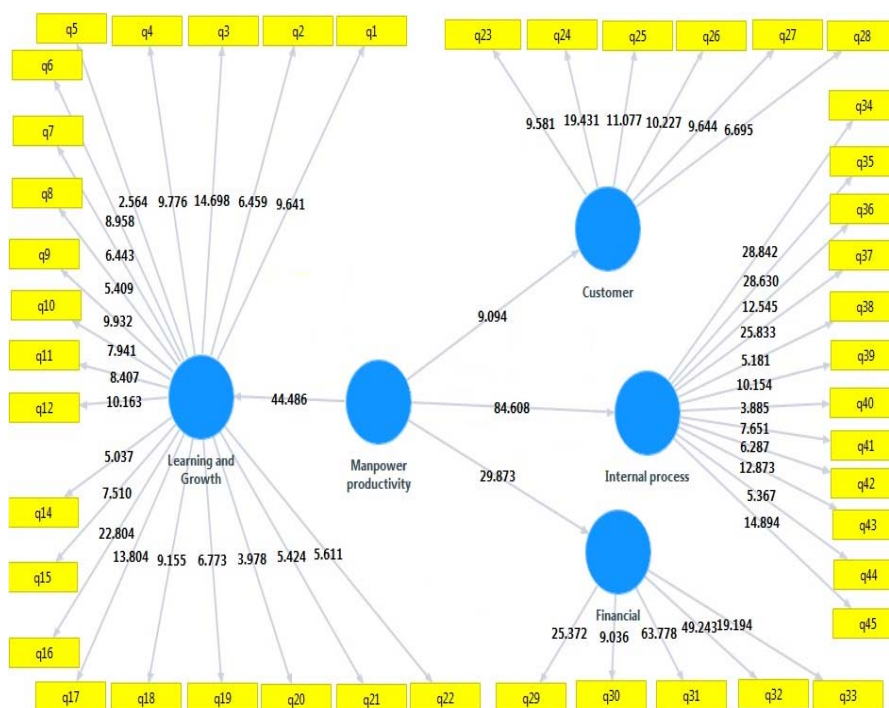 q5
q4
q3
q2
q1
q23
q24
q25
q26
q27
q28
q6
q34
q7
9.581
19.431
11.077
10.227
9.644
6.695
q35
q8
2.564
9.776
14.698
6.459
9.641
q36
8.958
q9
6.443
28.842
q37
5.409
28.630
q10
9.932
Customer
12.545
q38
7.941
9.094
25.833
q11
8.407
5.181
q39
q12
10.163
44.486
84.608
10.154
q40
3.885
5.037
Learning and
Growth
Manpower
productivity
Internal process
7.651
q41
7.510
29.873
6.287
q42
q14
22.804
12.873
q43
13.804
9.155
6.773
3.978
5.424
5.611
5.367
q15
14.894
q44
Financial
q16
25.372
9.036
63.778
49.243
19.194
q45
q17
q18
q19
q20
q21
q22
q29
q30
q31
q32
q33